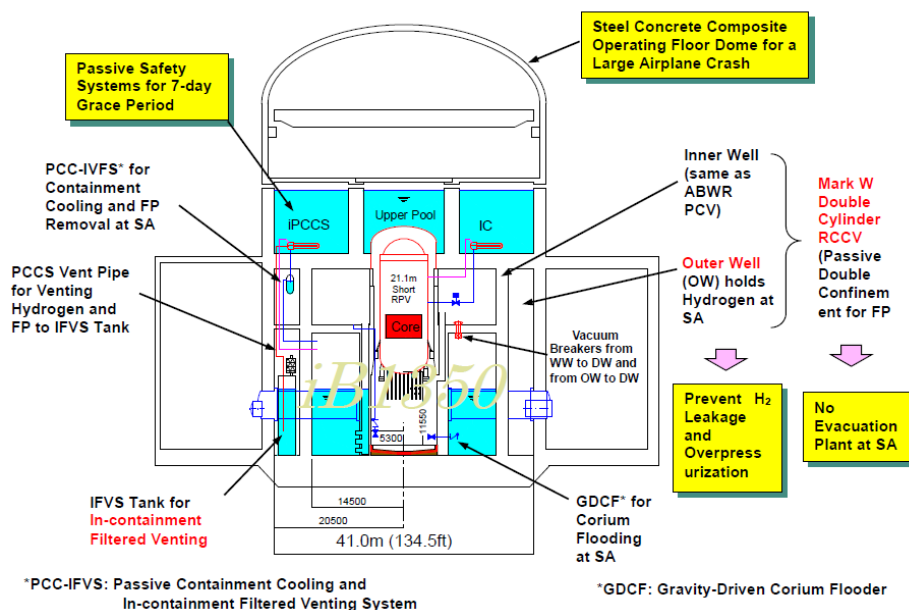 Steel Concrete Composite
Operating Floor Dome for a
Large Airplane Crash
Passive Safety
Systems for 7-day
Grace Period
PCC-IVFS* for
Containment
Cooling and FP
Removal at SA
PCCS Vent Pipe
for Venting
Hydrogen and
FP to IFVS Tank
iPCCS
Upper Pool
IC
21.1m
Short
RPV
Core
Inner Well
(same as
ABWR
PCV)
Outer Well
(OW) holds
Hydrogen at
SA
Mark W
Double
Cylinder
RCCV
(Passive
Double
Confinem
ent for FP)
Vacuum
Breakers from
WW to DW and
from OW to DW
iB1350
5300
11550
14500
20500
41.0m (134.5ft)
Prevent H₂
Leakage
and
Overpress
urization
No
Evacuation
Plant at SA
IFVS Tank for
In-containment
Filtered Venting
GDCF* for
Corium
Flooding
at SA
*PCC-IFVS: Passive Containment Cooling and
In-containment Filtered Venting System
*GDCF: Gravity-Driven Corium Flooder